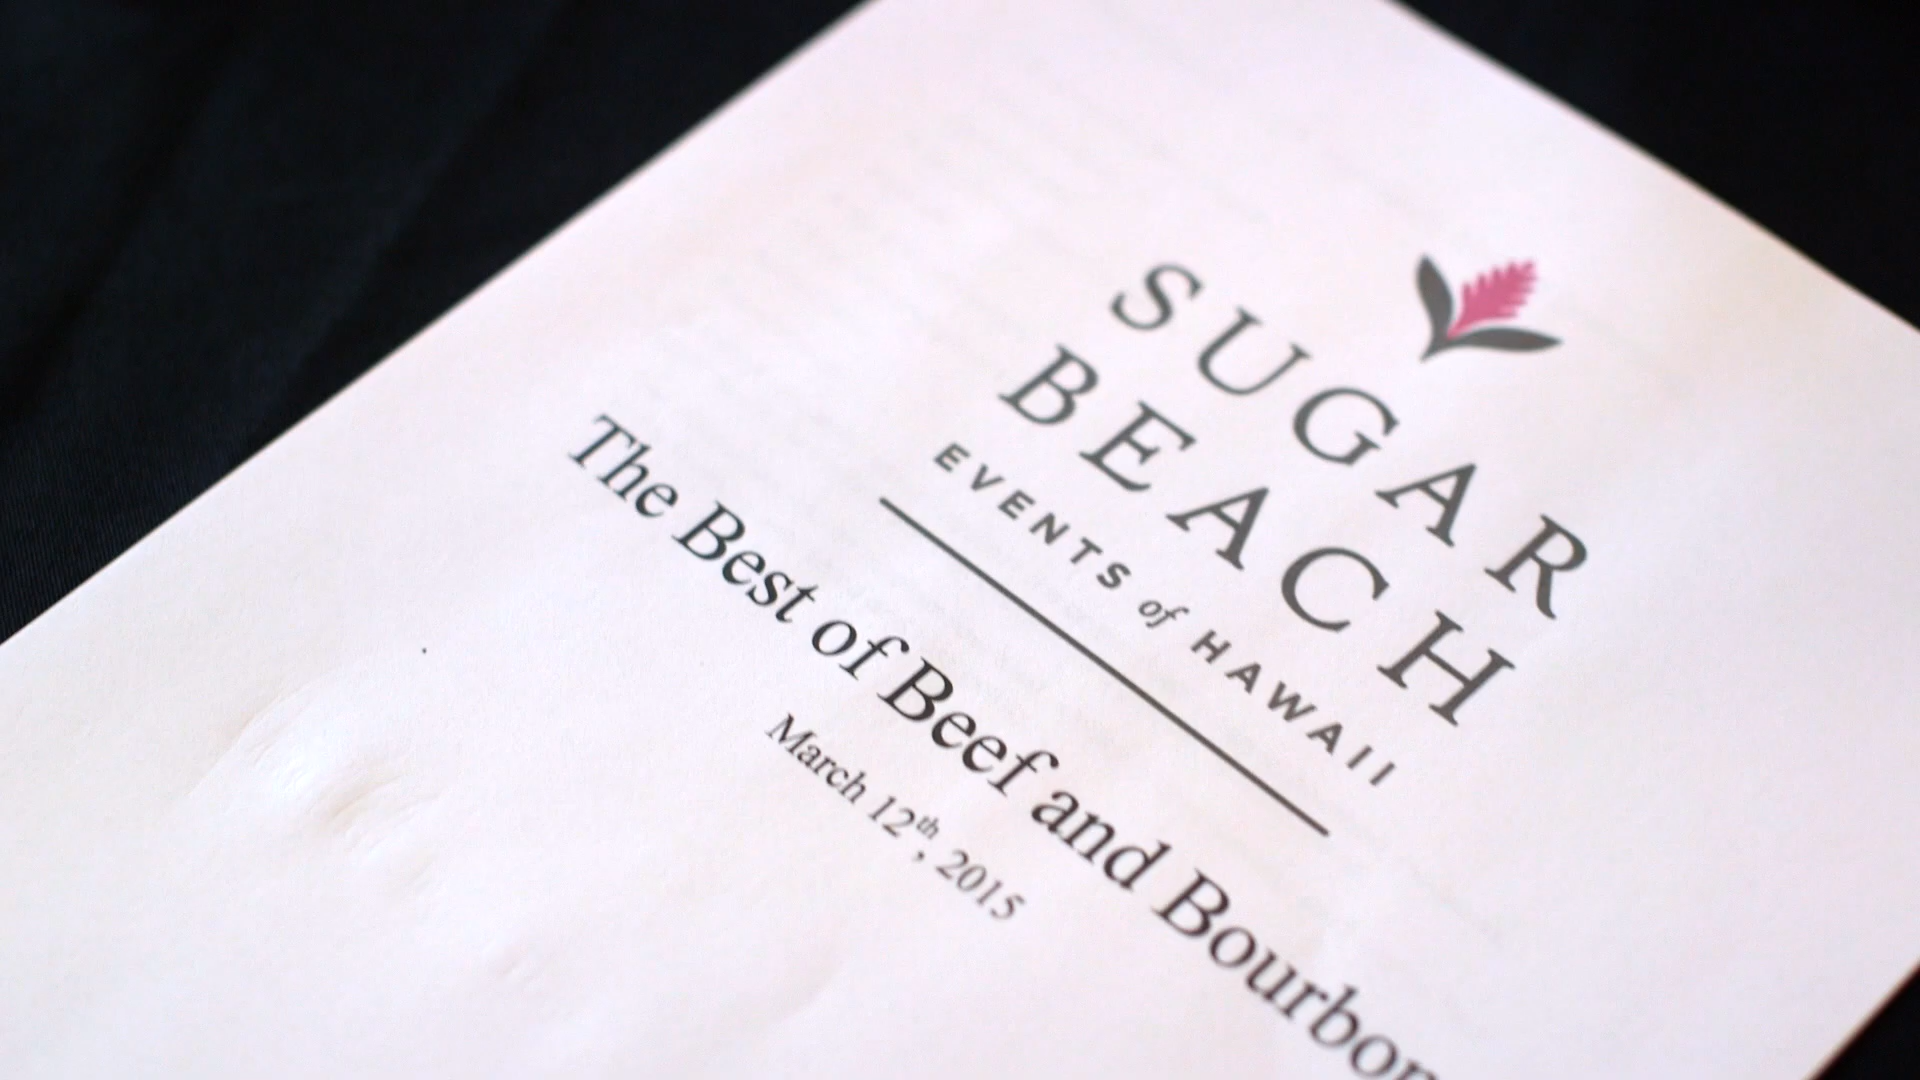 SUGAR
BEACH
EVENTS of HAWAII
The Best of Beef and Bourbon
March 12th, 2015